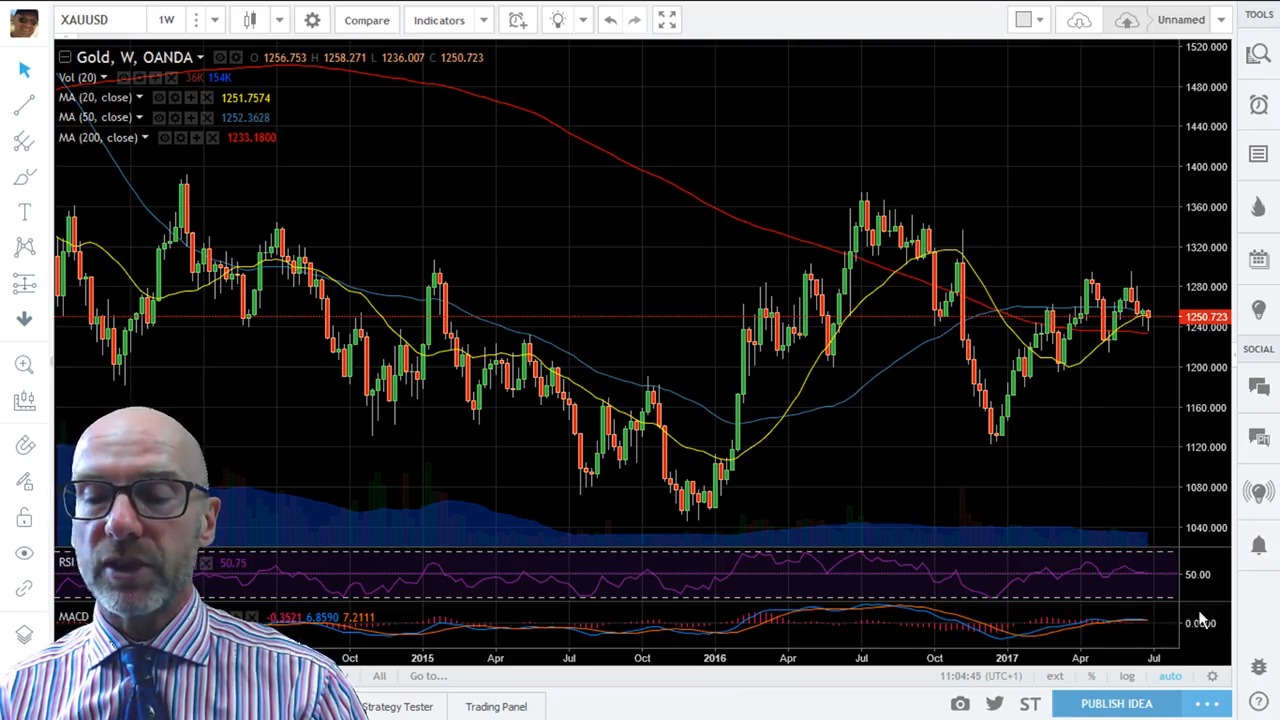 XAUUSD 1W Compare Indicators Unnamed TOOLS
Gold, W, OANDA O 1256.753 H 1258.271 L 1236.007 C 1250.723
Vol (20) 36K 154K
MA (20, close) 1251.7574
MA (50, close) 1252.3628
MA (200, close) 1233.1800
1520.000
1480.000
1440.000
1400.000
1360.000
1320.000
1280.000
1250.723
1240.000
1200.000
1160.000
1120.000
1080.000
1040.000
SOCIAL
RSI 50.75
50.00
MACD -0.3521 6.8590 7.2111
Oct 2015 Apr Jul Oct 2016 Apr Jul Oct 2017 Apr Jul
All Go to... 11:04:45 (UTC+1) ext % log auto
Strategy Tester Trading Panel ST PUBLISH IDEA